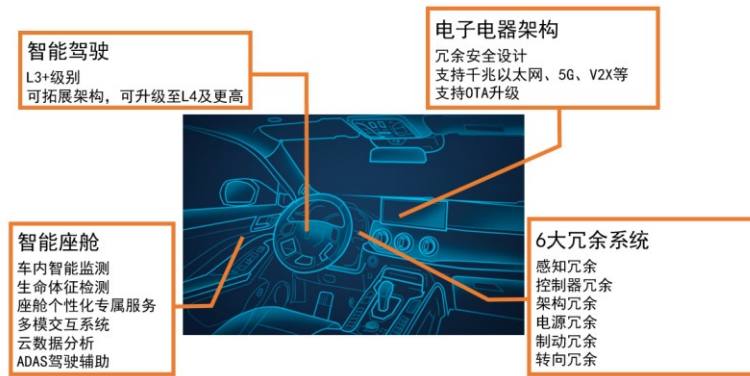 智能驾驶
L3+级别
可拓展架构，可升级至L4及更高
电子电器架构
冗余安全设计
支持千兆以太网、5G、V2X等
支持OTA升级
智能座舱
车内智能监测
生命体征检测
座舱个性化专属服务
多模交互系统
云数据分析
ADAS驾驶辅助
6大冗余系统
感知冗余
控制器冗余
架构冗余
电源冗余
制动冗余
转向冗余